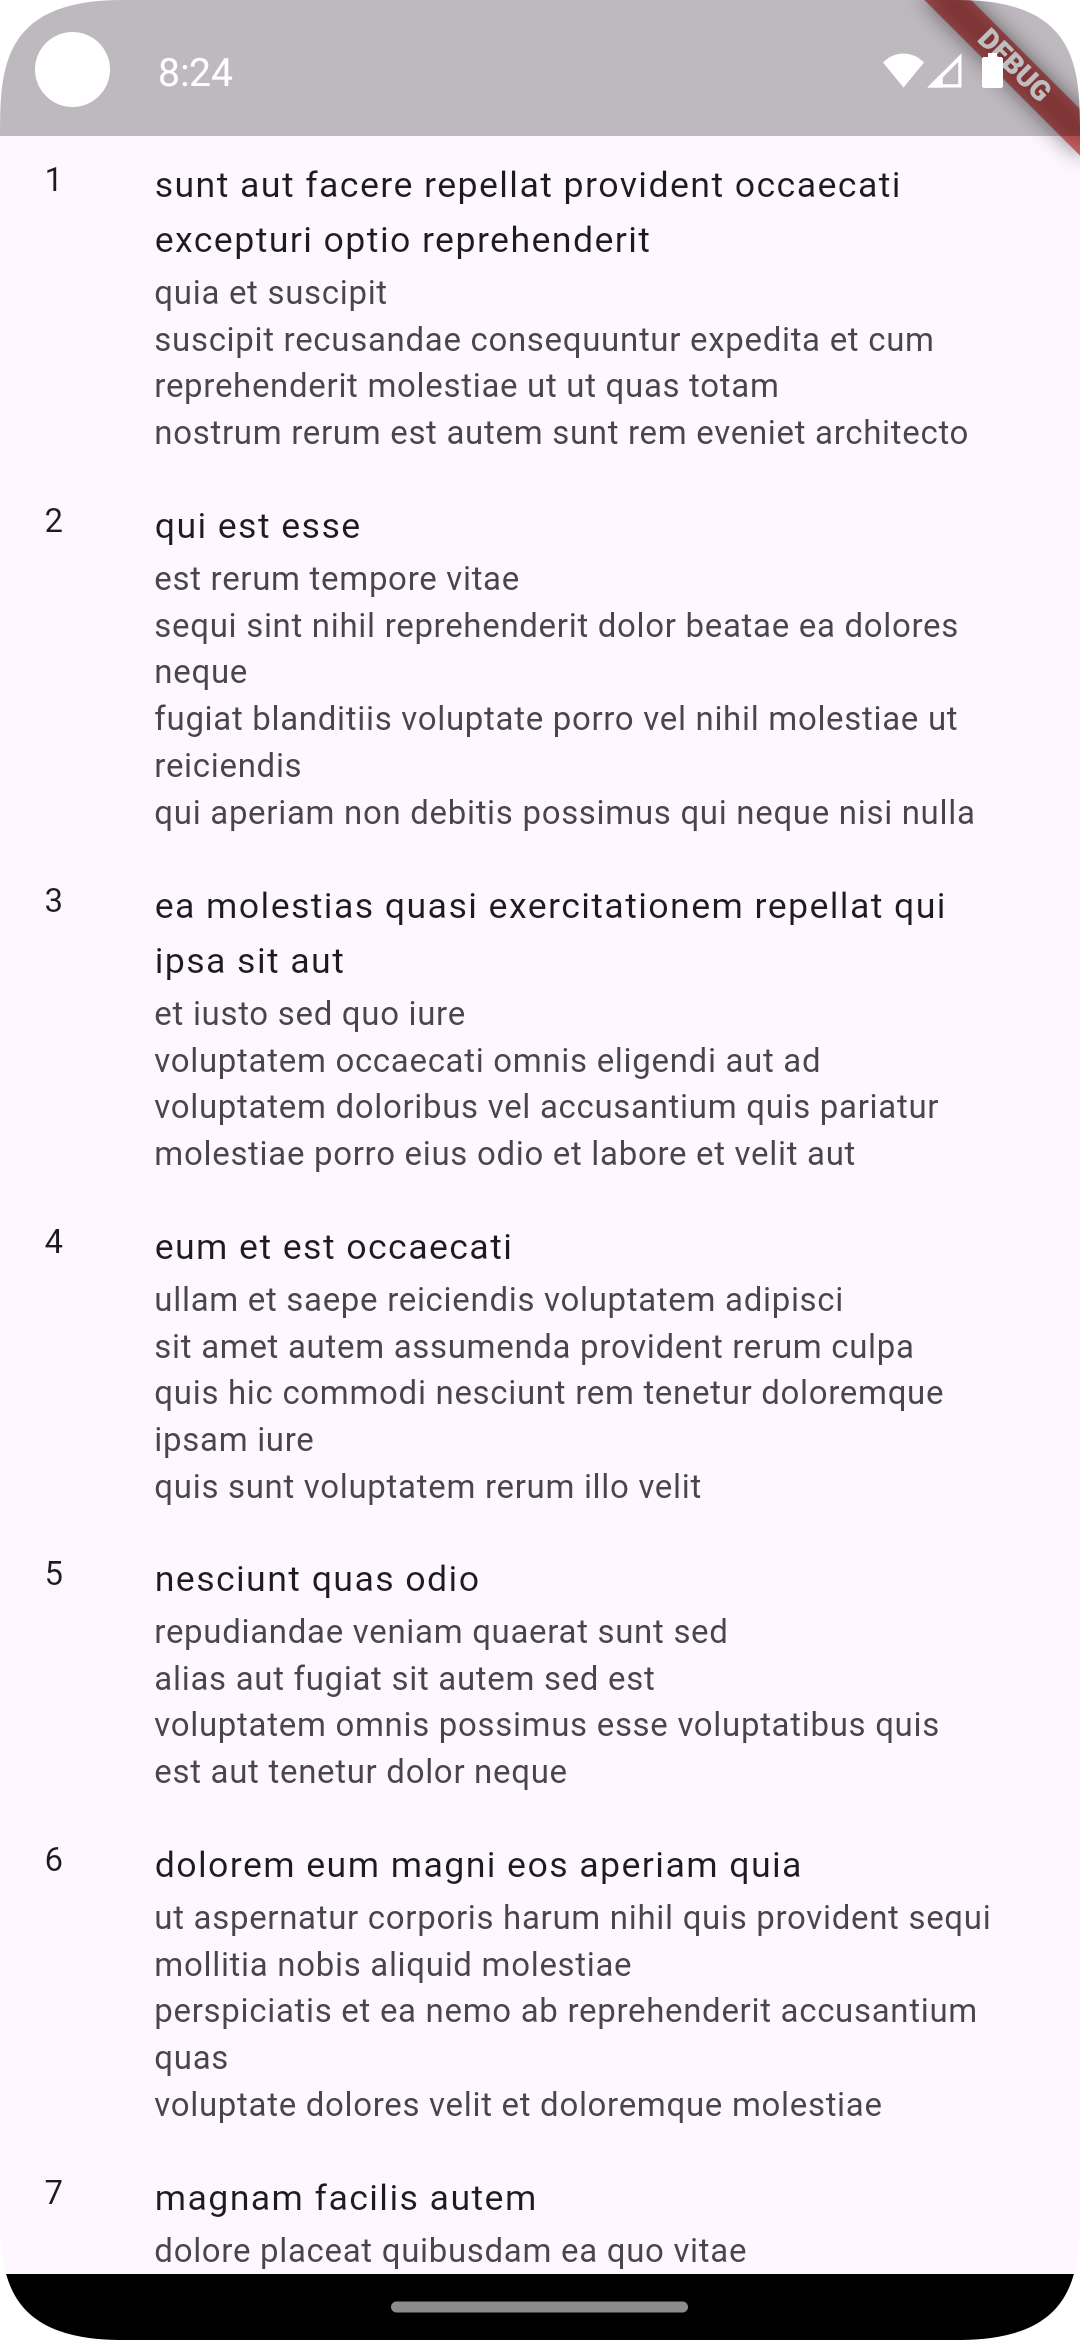 8:24
DEBUG
1
sunt aut facere repellat provident occaecati
excepturi optio reprehenderit
quia et suscipit
suscipit recusandae consequuntur expedita et cum
reprehenderit molestiae ut ut quas totam
nostrum rerum est autem sunt rem eveniet architecto
2
qui est esse
est rerum tempore vitae
sequi sint nihil reprehenderit dolor beatae ea dolores
neque
fugiat blanditiis voluptate porro vel nihil molestiae ut
reiciendis
qui aperiam non debitis possimus qui neque nisi nulla
3
ea molestias quasi exercitationem repellat qui
ipsa sit aut
et iusto sed quo iure
voluptatem occaecati omnis eligendi aut ad
voluptatem doloribus vel accusantium quis pariatur
molestiae porro eius odio et labore et velit aut
4
eum et est occaecati
ullam et saepe reiciendis voluptatem adipisci
sit amet autem assumenda provident rerum culpa
quis hic commodi nesciunt rem tenetur doloremque
ipsam iure
quis sunt voluptatem rerum illo velit
5
nesciunt quas odio
repudiandae veniam quaerat sunt sed
alias aut fugiat sit autem sed est
voluptatem omnis possimus esse voluptatibus quis
est aut tenetur dolor neque
6
dolorem eum magni eos aperiam quia
ut aspernatur corporis harum nihil quis provident sequi
mollitia nobis aliquid molestiae
perspiciatis et ea nemo ab reprehenderit accusantium
quas
voluptate dolores velit et doloremque molestiae
7
magnam facilis autem
dolore placeat quibusdam ea quo vitae